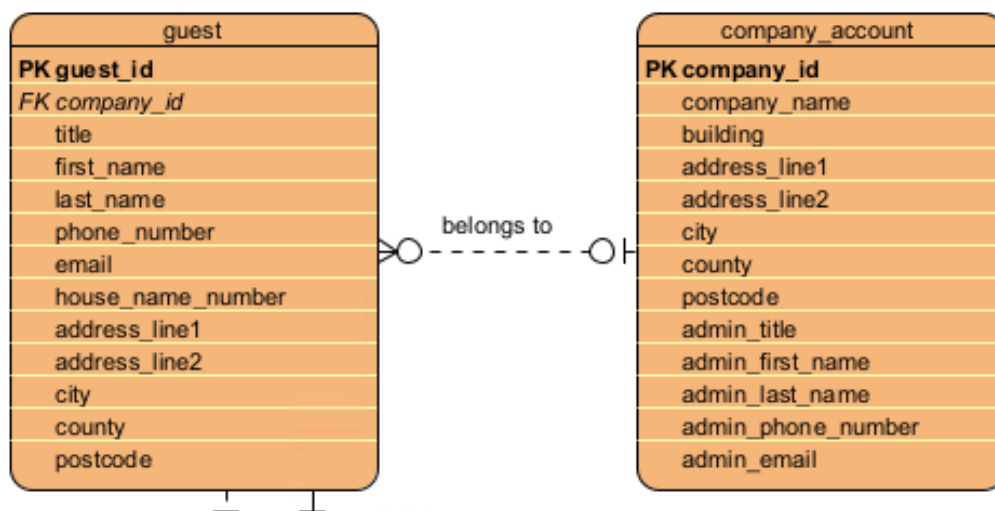 guest
PK guest_id
FK company_id
title
first_name
last_name
phone_number
email
house_name_number
address_line1
address_line2
city
county
postcode
belongs to
company_account
PK company_id
company_name
building
address_line1
address_line2
city
county
postcode
admin_title
admin_first_name
admin_last_name
admin_phone_number
admin_email